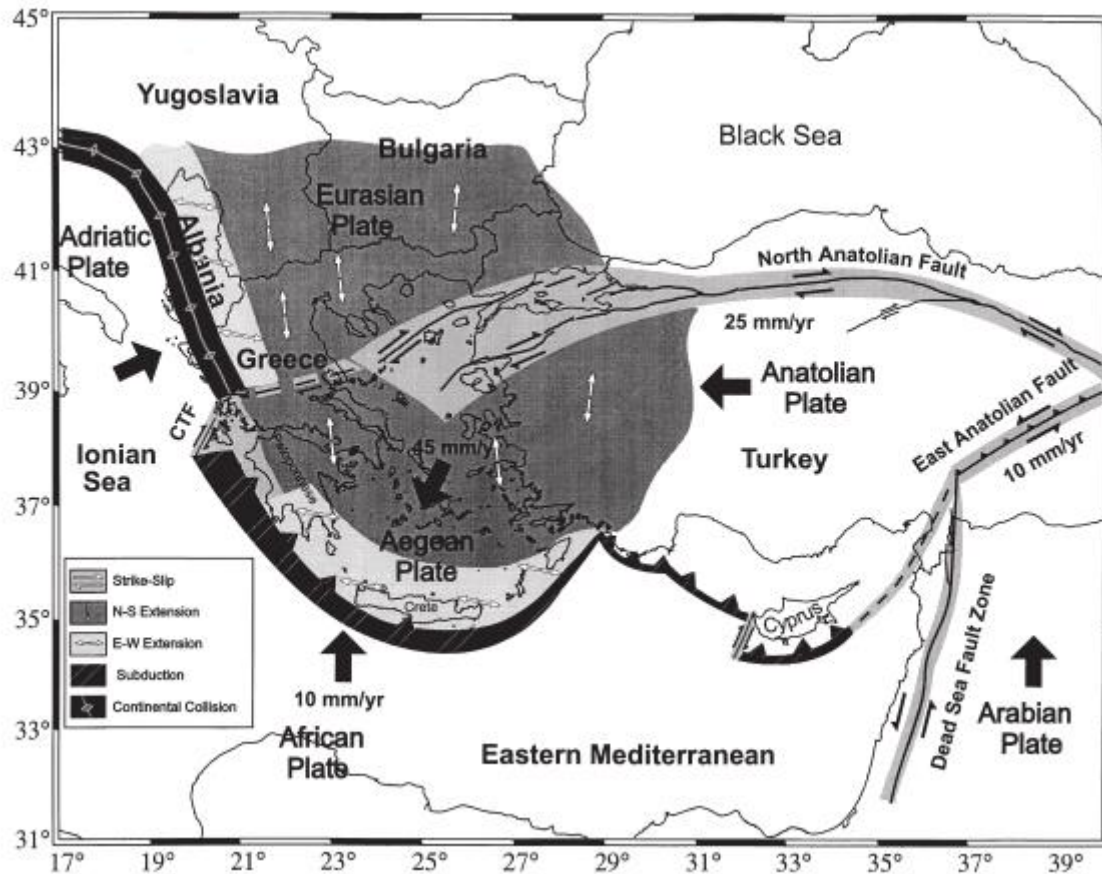 45°
43°
41°
39°
37°
35°
33°
31°
17°
19°
21°
23°
25°
27°
29°
31°
33°
35°
37°
39°
Yugoslavia
Bulgaria
Black Sea
Eurasian
Plate
Adriatic
Plate
Albania
North Anatolian Fault
25 mm/yr
Greece
Anatolian
Plate
CTF
Ionian
Sea
Peloponnese
45 mm/yr
Turkey
East Anatolian Fault
10 mm/yr
Aegean
Plate
Crete
Cyprus
Dead Sea Fault Zone
10 mm/yr
African
Plate
Eastern Mediterranean
Arabian
Plate
Strike-Slip
N-S Extension
E-W Extension
Subduction
Continental Collision